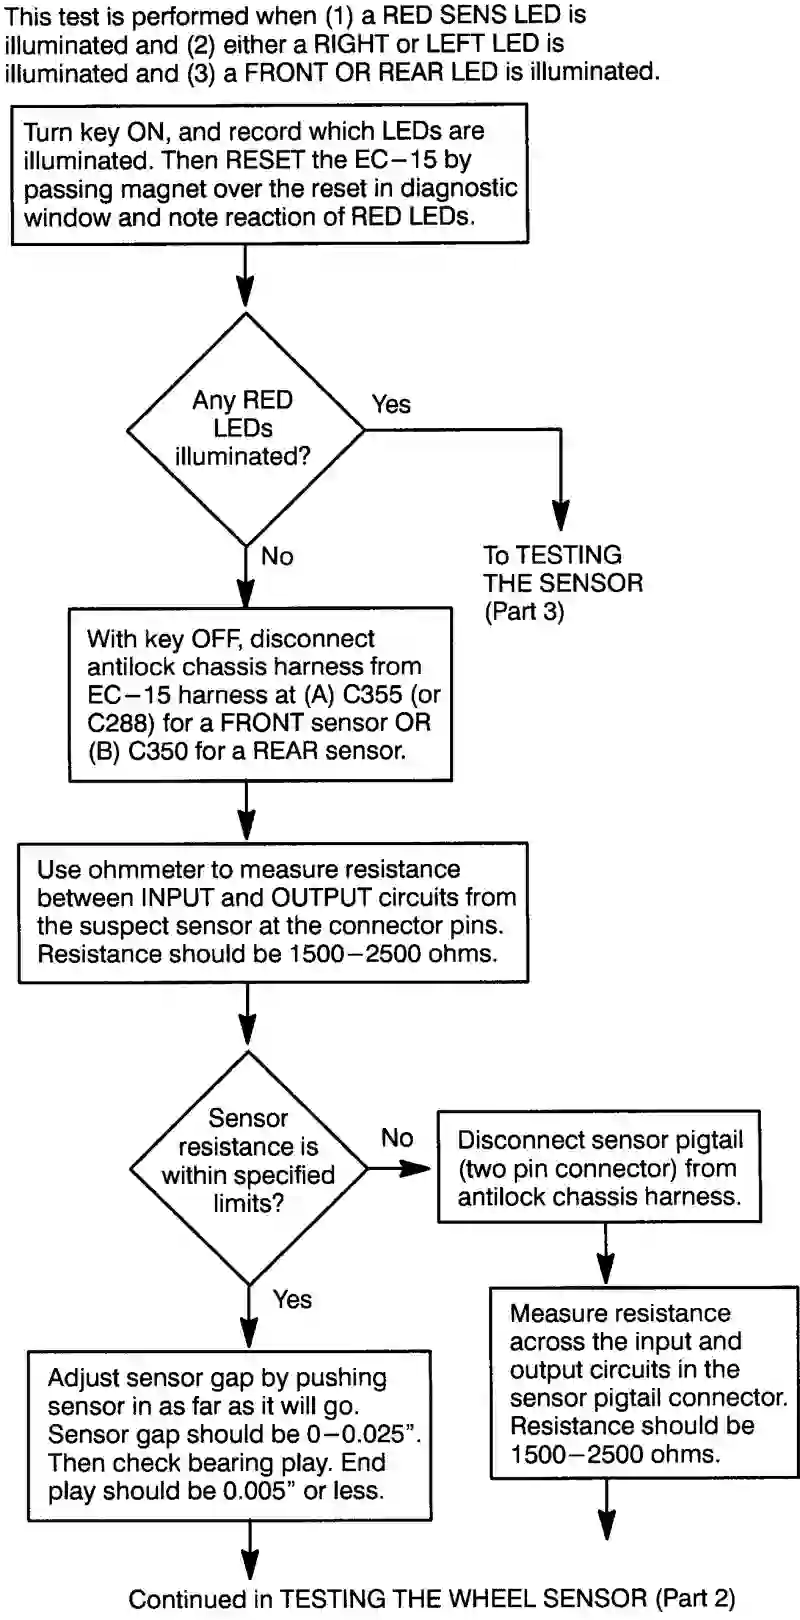 This test is performed when (1) a RED SENS LED is
illuminated and (2) either a RIGHT or LEFT LED is
illuminated and (3) a FRONT OR REAR LED is illuminated.
Turn key ON, and record which LEDs are
illuminated. Then RESET the EC−15 by
passing magnet over the reset in diagnostic
window and note reaction of RED LEDs.
Any RED
LEDs
illuminated?
Yes
To TESTING
THE SENSOR
(Part 3)
No
With key OFF, disconnect
antilock chassis harness from
EC−15 harness at (A) C355 (or
C288) for a FRONT sensor OR
(B) C350 for a REAR sensor.
Use ohmmeter to measure resistance
between INPUT and OUTPUT circuits from
the suspect sensor at the connector pins.
Resistance should be 1500−2500 ohms.
Sensor
resistance is
within specified
limits?
No
Disconnect sensor pigtail
(two pin connector) from
antilock chassis harness.
Yes
Measure resistance
across the input and
output circuits in the
sensor pigtail connector.
Resistance should be
1500−2500 ohms.
Adjust sensor gap by pushing
sensor in as far as it will go.
Sensor gap should be 0−0.025”.
Then check bearing play. End
play should be 0.005” or less.
Continued in TESTING THE WHEEL SENSOR (Part 2)